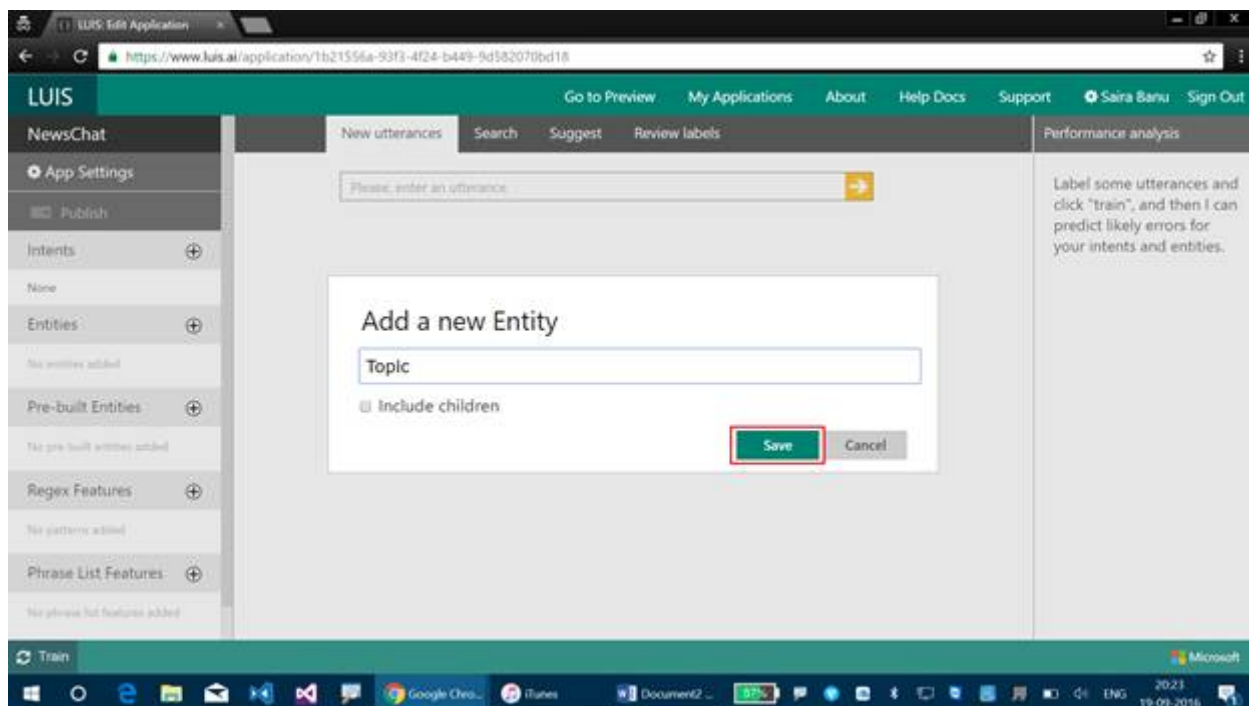 LUIS: Edit Application
https://www.luis.ai/application/1b21556a-93f3-4f24-b449-9d582070bd18
LUIS
Go to Preview My Applications About Help Docs Support Saira Banu Sign Out
NewsChat
New utterances Search Suggest Review labels
Performance analysis
App Settings
Please, enter an utterance
Publish
Label some utterances and
click "train", and then I can
predict likely errors for
your intents and entities.
Intents
None
Entities
No entities added
Add a new Entity
Topic
Include children
Save Cancel
Pre-built Entities
No pre built entities added
Regex Features
No patterns added
Phrase List Features
No phrase list features added
Train
Microsoft
Google Chro... iTunes Document2 ... 57% ENG 20:23
19-09-2016